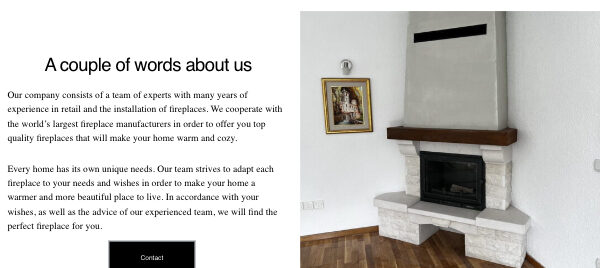 A couple of words about us
Our company consists of a team of experts with many years of
experience in retail and the installation of fireplaces. We cooperate with
the world's largest fireplace manufacturers in order to offer you top
quality fireplaces that will make your home warm and cozy.
Every home has its own unique needs. Our team strives to adapt each
fireplace to your needs and wishes in order to make your home a
warmer and more beautiful place to live. In accordance with your
wishes, as well as the advice of our experienced team, we will find the
perfect fireplace for you.
Contact